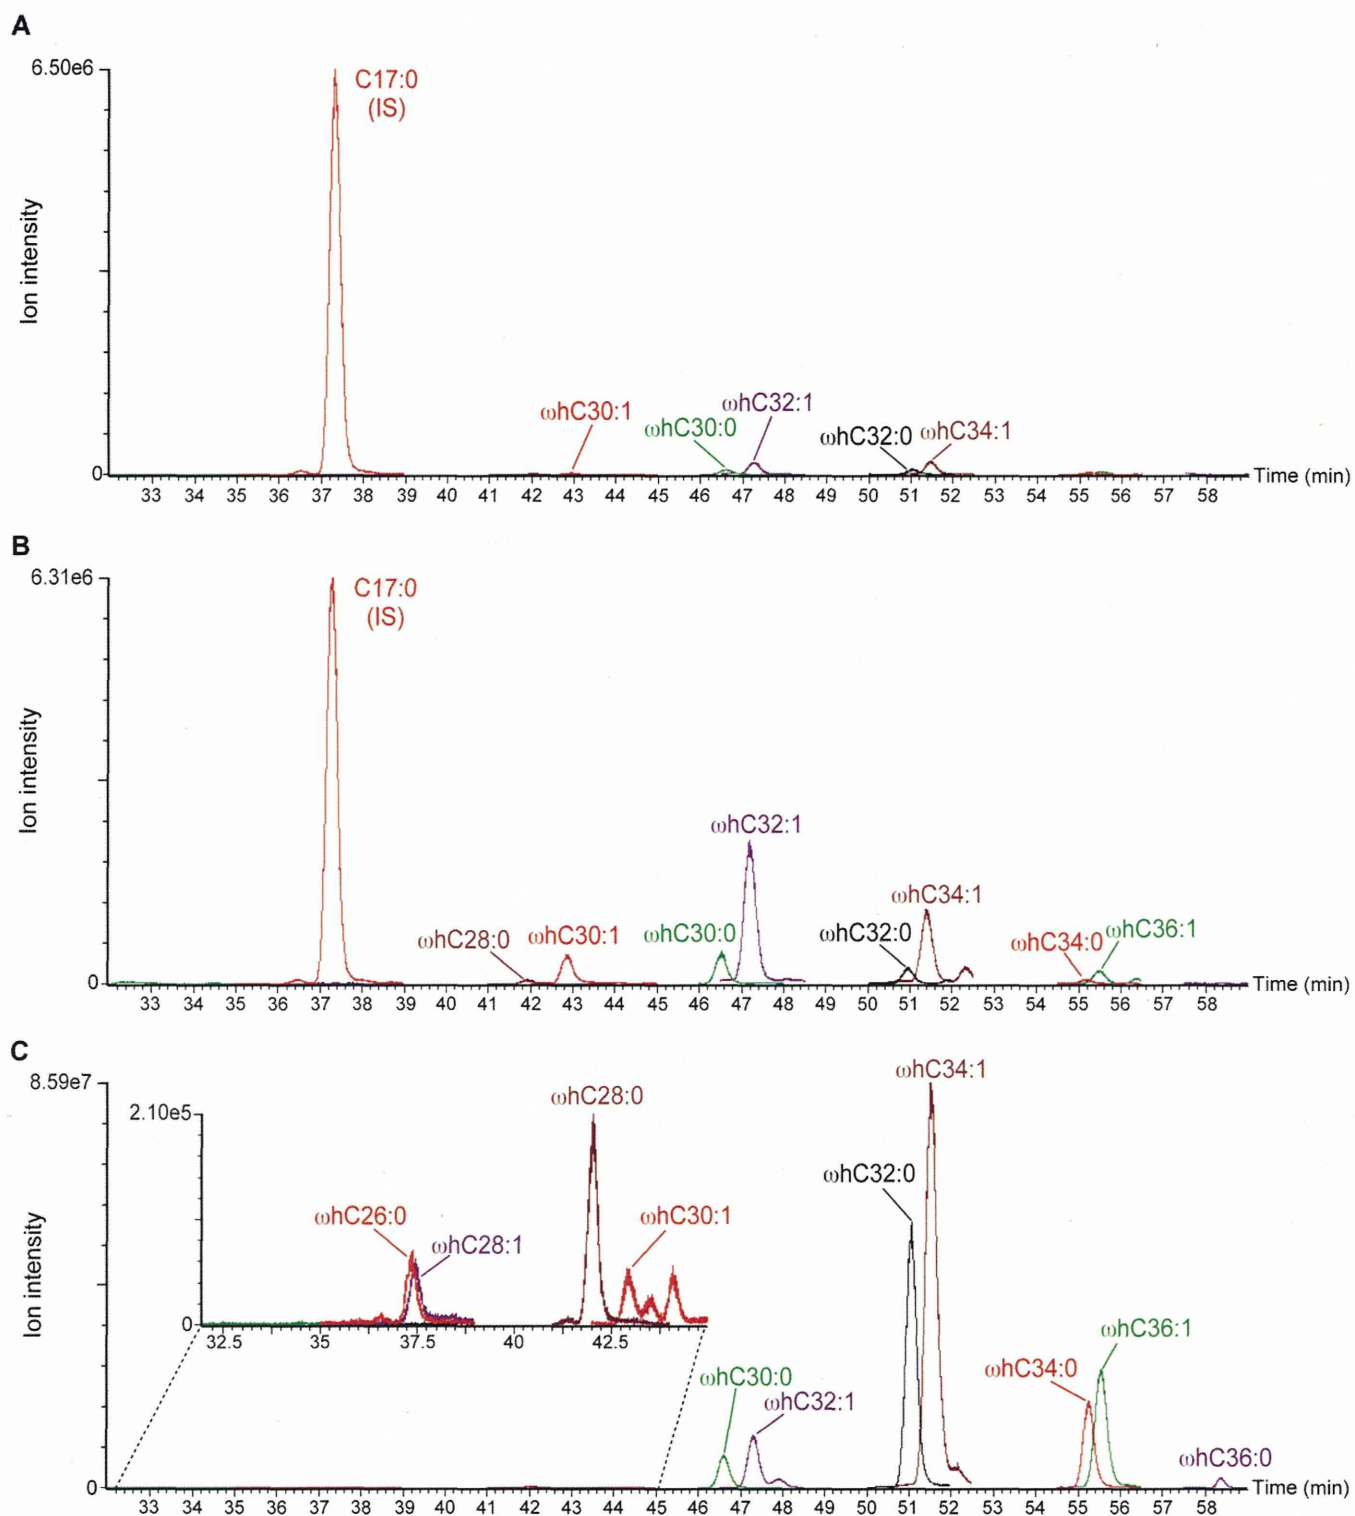 A
6.50e6
C17:0
(IS)
Ion intensity
ωhC30:1
ωhC30:0
ωhC32:1
ωhC32:0
ωhC34:1
0
33 34 35 36 37 38 39 40 41 42 43 44 45 46 47 48 49 50 51 52 53 54 55 56 57 58
Time (min)
B
6.31e6
C17:0
(IS)
Ion intensity
ωhC28:0
ωhC30:1
ωhC30:0
ωhC32:1
ωhC32:0
ωhC34:1
ωhC34:0
ωhC36:1
0
33 34 35 36 37 38 39 40 41 42 43 44 45 46 47 48 49 50 51 52 53 54 55 56 57 58
Time (min)
C
8.59e7
2.10e5
Ion intensity
ωhC26:0
ωhC28:1
ωhC28:0
ωhC30:1
0
32.5 35 37.5 40 42.5
ωhC30:0
ωhC32:1
ωhC32:0
ωhC34:1
ωhC34:0
ωhC36:1
ωhC36:0
0
33 34 35 36 37 38 39 40 41 42 43 44 45 46 47 48 49 50 51 52 53 54 55 56 57 58
Time (min)